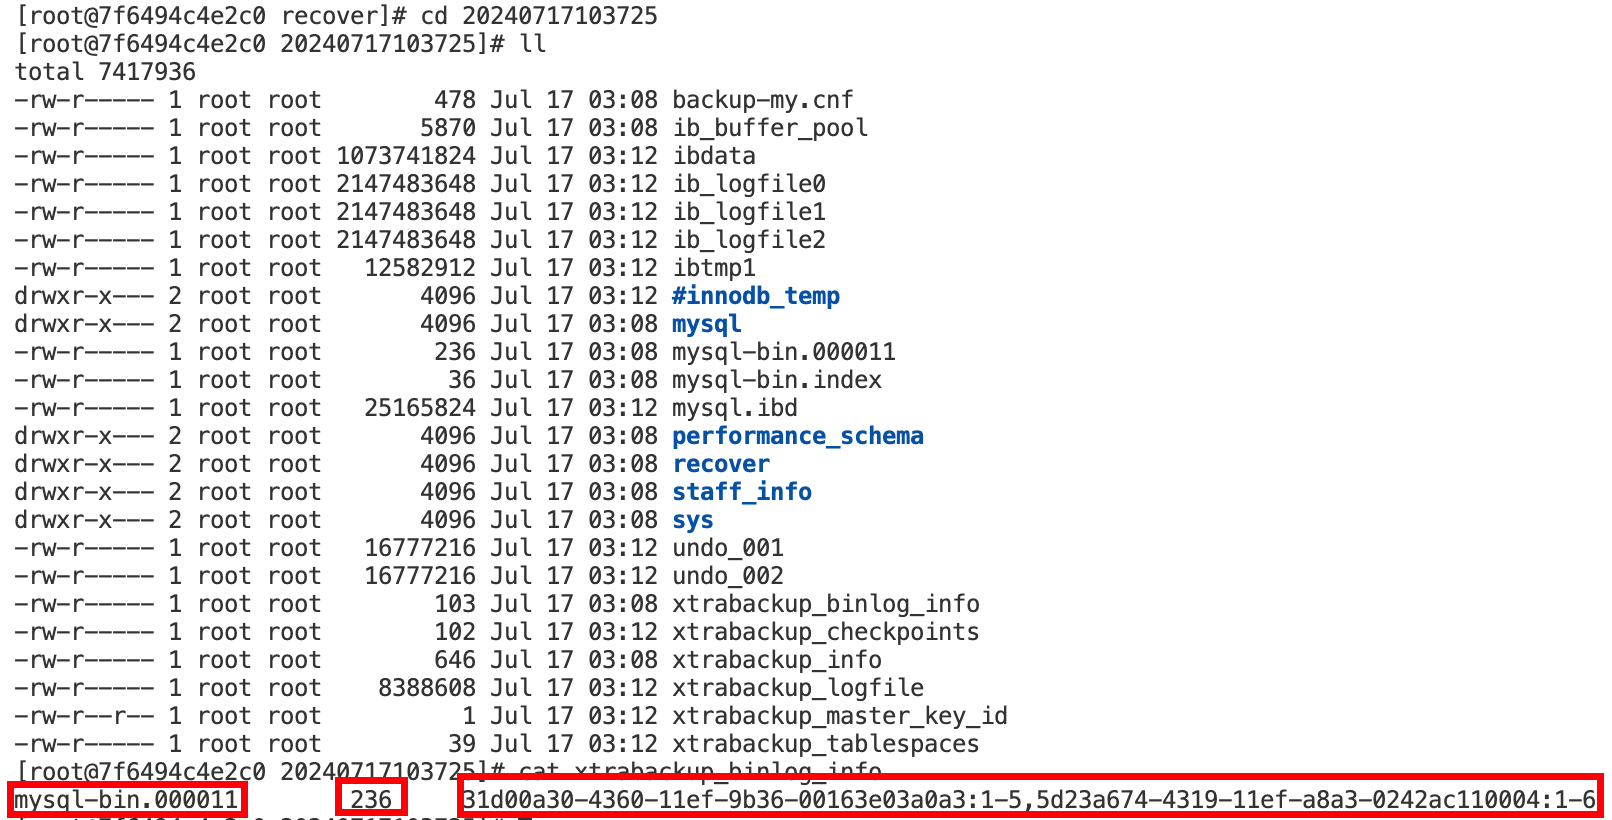 [root@7f6494c4e2c0 recover]# cd 20240717103725
[root@7f6494c4e2c0 20240717103725]# ll
total 7417936
-rw-r----- 1 root root        478 Jul 17 03:08 backup-my.cnf
-rw-r----- 1 root root       5870 Jul 17 03:08 ib_buffer_pool
-rw-r----- 1 root root 1073741824 Jul 17 03:12 ibdata
-rw-r----- 1 root root 2147483648 Jul 17 03:12 ib_logfile0
-rw-r----- 1 root root 2147483648 Jul 17 03:12 ib_logfile1
-rw-r----- 1 root root 2147483648 Jul 17 03:12 ib_logfile2
-rw-r----- 1 root root   12582912 Jul 17 03:12 ibtmp1
drwxr-x--- 2 root root       4096 Jul 17 03:12 #innodb_temp
drwxr-x--- 2 root root       4096 Jul 17 03:08 mysql
-rw-r----- 1 root root        236 Jul 17 03:08 mysql-bin.000011
-rw-r----- 1 root root         36 Jul 17 03:08 mysql-bin.index
-rw-r----- 1 root root   25165824 Jul 17 03:12 mysql.ibd
drwxr-x--- 2 root root       4096 Jul 17 03:08 performance_schema
drwxr-x--- 2 root root       4096 Jul 17 03:08 recover
drwxr-x--- 2 root root       4096 Jul 17 03:08 staff_info
drwxr-x--- 2 root root       4096 Jul 17 03:08 sys
-rw-r----- 1 root root   16777216 Jul 17 03:12 undo_001
-rw-r----- 1 root root   16777216 Jul 17 03:12 undo_002
-rw-r----- 1 root root        103 Jul 17 03:08 xtrabackup_binlog_info
-rw-r----- 1 root root        102 Jul 17 03:12 xtrabackup_checkpoints
-rw-r----- 1 root root        646 Jul 17 03:08 xtrabackup_info
-rw-r----- 1 root root    8388608 Jul 17 03:12 xtrabackup_logfile
-rw-r--r-- 1 root root          1 Jul 17 03:12 xtrabackup_master_key_id
-rw-r----- 1 root root         39 Jul 17 03:12 xtrabackup_tablespaces
[root@7f6494c4e2c0 20240717103725]# cat xtrabackup_binlog_info
mysql-bin.000011        236     31d00a30-4360-11ef-9b36-00163e03a0a3:1-5,5d23a674-4319-11ef-a8a3-0242ac110004:1-6